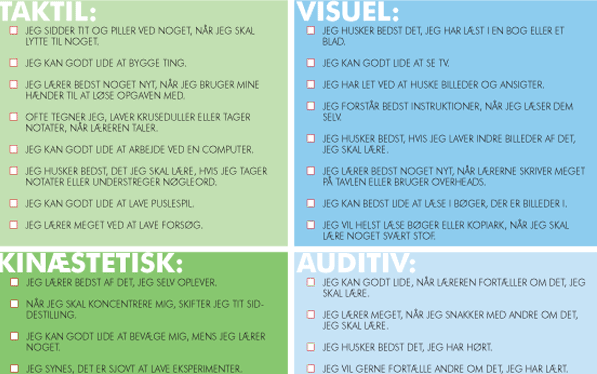 TAKTIL:
JEG SIDDER TIT OG PILLER VED NOGET, NÅR JEG SKAL
LYTTE TIL NOGET.
JEG KAN GODT LIDE AT BYGGE TING.
JEG LÆRER BEDST NOGET NYT, NÅR JEG BRUGER MINE
HÆNDER TIL AT LØSE OPGAVEN MED.
OFTE TEGNER JEG, LAVER KRUSEDULLER ELLER TAGER
NOTATER, NÅR LÆREREN TALER.
JEG KAN GODT LIDE AT ARBEJDE VED EN COMPUTER.
JEG HUSKER BEDST, DET JEG SKAL LÆRE, HVIS JEG TAGER
NOTATER ELLER UNDERSTREGER NØGLEORD.
JEG KAN GODT LIDE AT LAVE PUSLESPIL.
JEG LÆRER MEGET VED AT LAVE FORSØG.
VISUEL:
JEG HUSKER BEDST DET, JEG HAR LÆST I EN BOG ELLER ET
BLAD.
JEG KAN GODT LIDE AT SE TV.
JEG HAR LET VED AT HUSKE BILLEDER OG ANSIGTER.
JEG FORSTÅR BEDST INSTRUKTIONER, NÅR JEG LÆSER DEM
SELV.
JEG HUSKER BEDST, HVIS JEG LAVER INDRE BILLEDER AF DET,
JEG SKAL LÆRE.
JEG LÆRER BEDST NOGET NYT, NÅR LÆRERNE SKRIVER MEGET
PÅ TAVLEN ELLER BRUGER OVERHEADS.
JEG KAN BEDST LIDE AT LÆSE I BØGER, DER ER BILLEDER I.
JEG VIL HELST LÆSE BØGER ELLER KOPIARK, NÅR JEG SKAL
LÆRE NOGET SVÆRT STOF.
KINÆSTETISK:
JEG LÆRER BEDST AF DET, JEG SELV OPLEVER.
NÅR JEG SKAL KONCENTRERE MIG, SKIFTER JEG TIT SID-
DESTILLING.
JEG KAN GODT LIDE AT BEVÆGE MIG, MENS JEG LÆRER
NOGET.
JEG SYNES, DET ER SJOVT AT LAVE EKSPERIMENTER.
AUDITIV:
JEG KAN GODT LIDE, NÅR LÆREREN FORTÆLLER OM DET, JEG
SKAL LÆRE.
JEG LÆRER MEGET, NÅR JEG SNAKKER MED ANDRE OM DET,
JEG SKAL LÆRE.
JEG HUSKER BEDST DET, JEG HAR HØRT.
JEG VIL GERNE FORTÆLLE ANDRE OM DET, JEG HAR LÆRT.